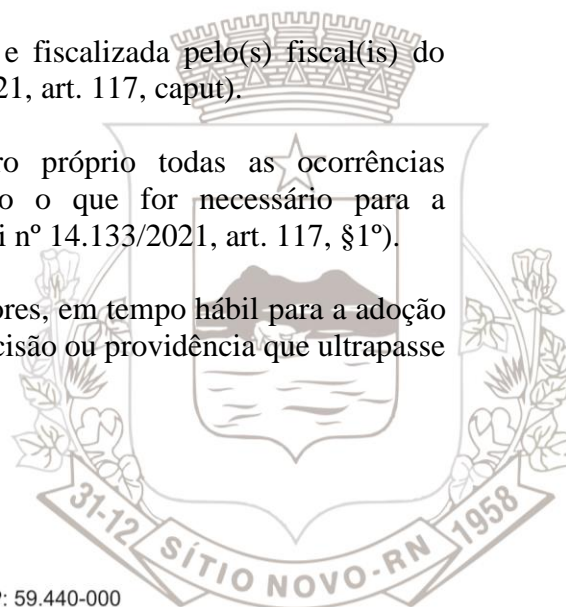 e fiscalizada pelo(s) fiscal(is) do
21, art. 117, caput).
ro próprio todas as ocorrências
o o que for necessário para a
i nº 14.133/2021, art. 117, §1º).
ores, em tempo hábil para a adoção
cisão ou providência que ultrapasse
31-12 SÍTIO NOVO-RN 1958
: 59.440-000